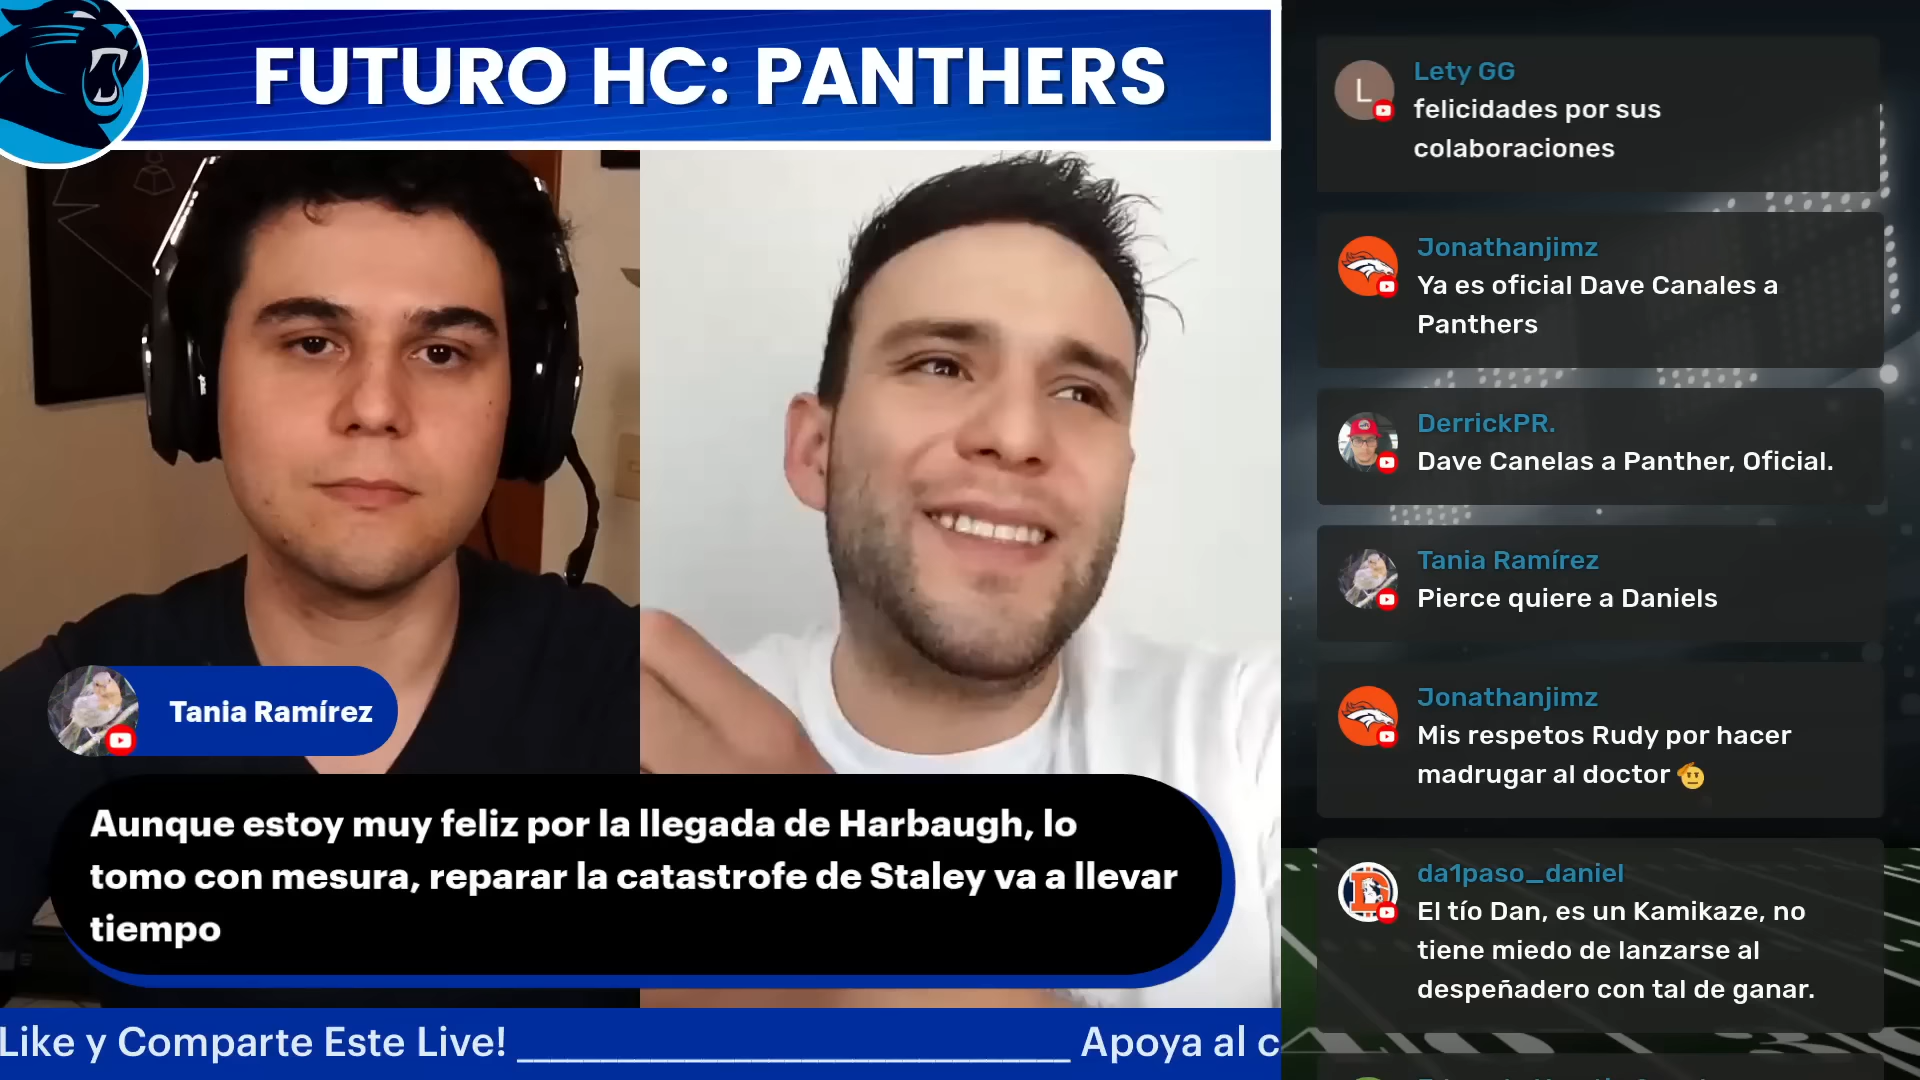 FUTURO HC: PANTHERS
Tania Ramírez
Aunque estoy muy feliz por la llegada de Harbaugh, lo
tomo con mesura, reparar la catastrofe de Staley va a llevar
tiempo
Like y Comparte Este Live! ___________________________ Apoya al c
L
Lety GG
felicidades por sus
colaboraciones
Jonathanjimz
Ya es oficial Dave Canales a
Panthers
DerrickPR.
Dave Canelas a Panther, Oficial.
Tania Ramírez
Pierce quiere a Daniels
Jonathanjimz
Mis respetos Rudy por hacer
madrugar al doctor 🫡
da1paso_daniel
El tío Dan, es un Kamikaze, no
tiene miedo de lanzarse al
despeñadero con tal de ganar.